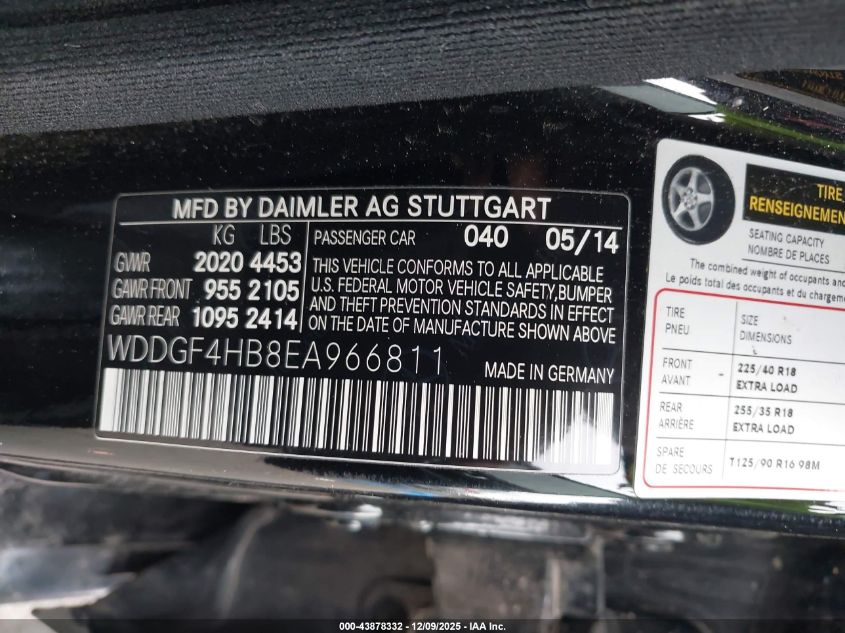 MFD BY DAIMLER AG STUTTGART
KG LBS
GVWR 2020 4453
GAWR FRONT 955 2105
GAWR REAR 1095 2414
PASSENGER CAR 040 05/14
THIS VEHICLE CONFORMS TO ALL APPLICABLE
U.S. FEDERAL MOTOR VEHICLE SAFETY,BUMPER
AND THEFT PREVENTION STANDARDS IN EFFECT
ON THE DATE OF MANUFACTURE SHOWN ABOVE
WDDGF4HB8EA966811
MADE IN GERMANY
TIRE
RENSEIGNEMEN
SEATING CAPACITY
NOMBRE DE PLACES
The combined weight of occupants and
Le poids total des occupants et du chargeme
TIRE
PNEU
SIZE
DIMENSIONS
FRONT
AVANT
225/40 R18
EXTRA LOAD
REAR
ARRIÈRE
255/35 R18
EXTRA LOAD
SPARE
DE SECOURS
T125/90 R16 98M
000-43878332 - 12/09/2025 - IAA Inc.